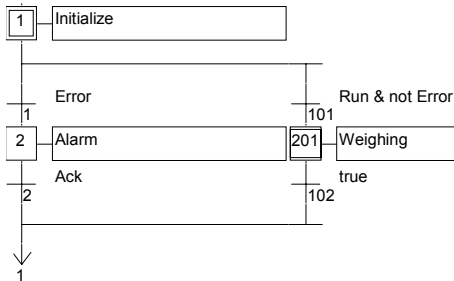 1 Initialize
Error Run & not Error
1 101
2 Alarm 201 Weighing
Ack true
2 102
1